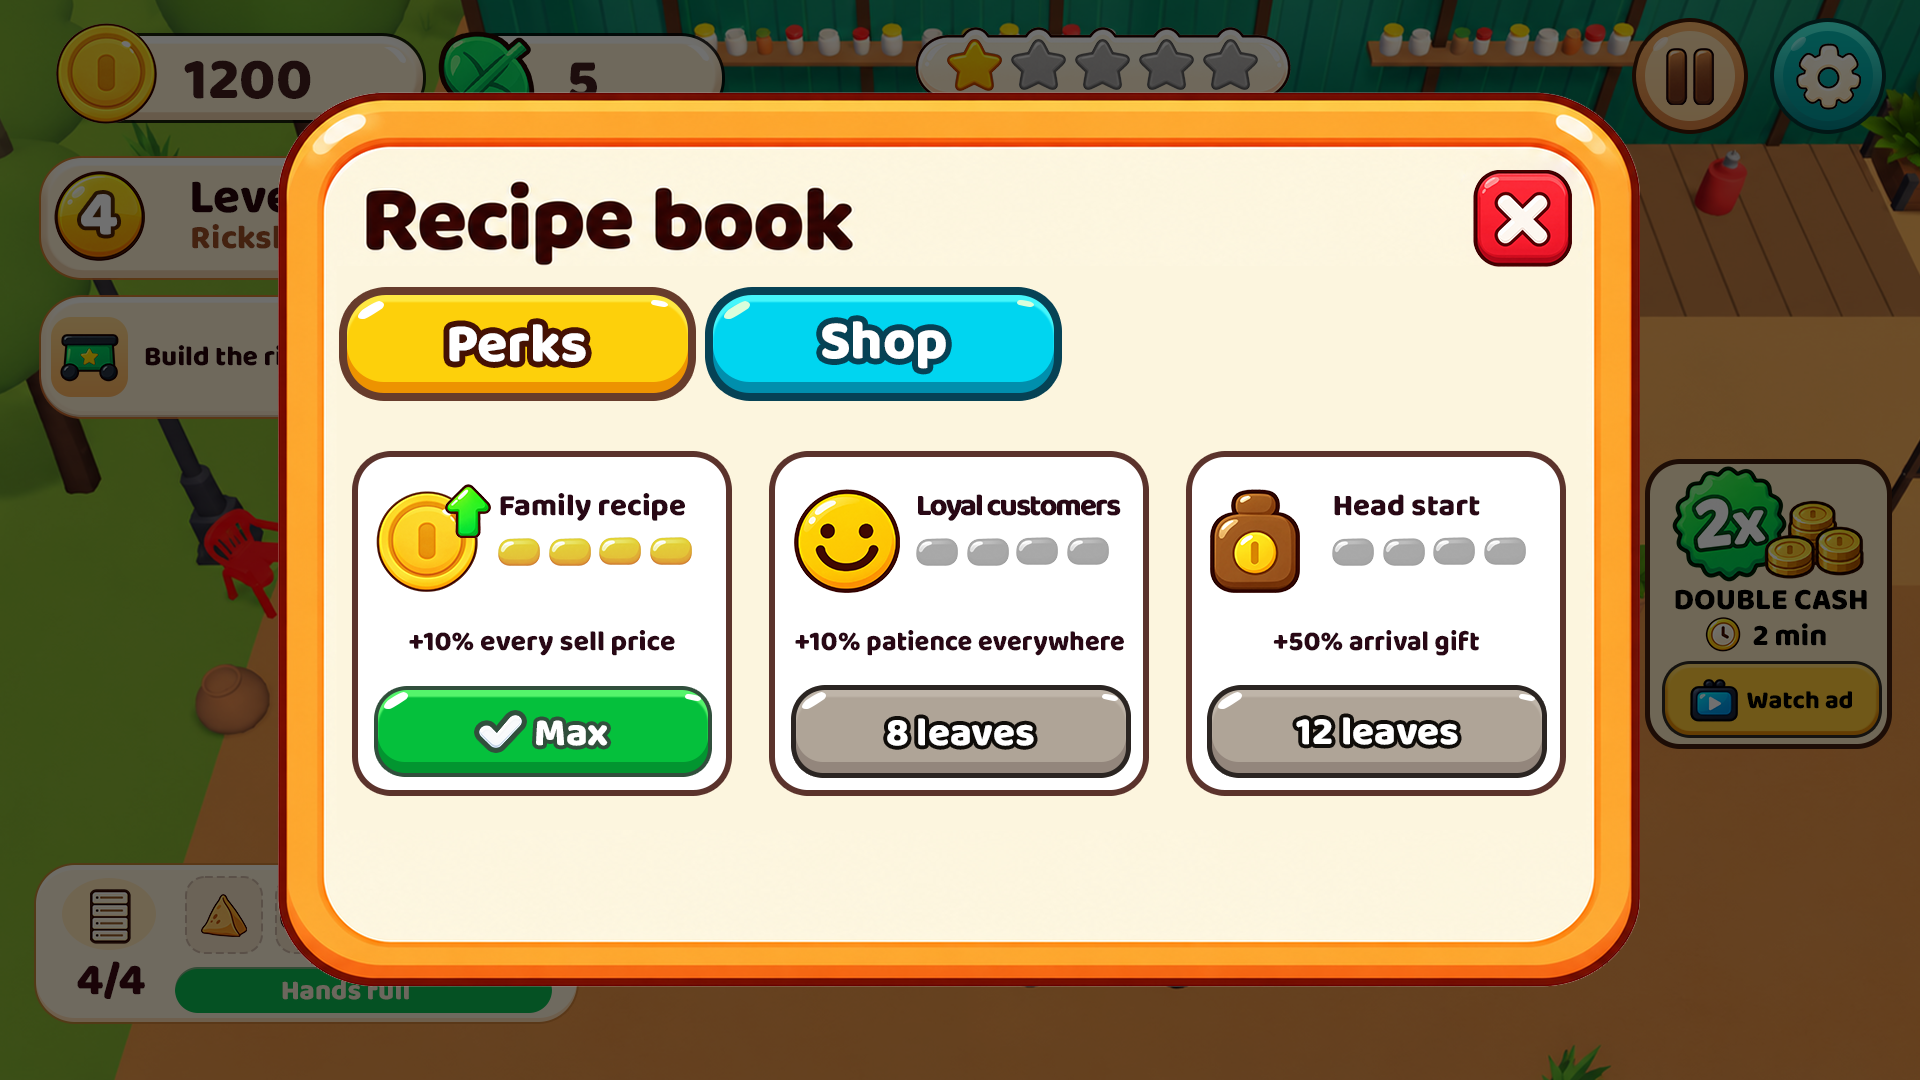 1200
5
4
Leve
Ricksl
Build the ri
Recipe book
Perks
Shop
Family recipe
+10% every sell price
Max
Loyal customers
+10% patience everywhere
8 leaves
Head start
+50% arrival gift
12 leaves
2x
DOUBLE CASH
2 min
Watch ad
4/4
Hands full